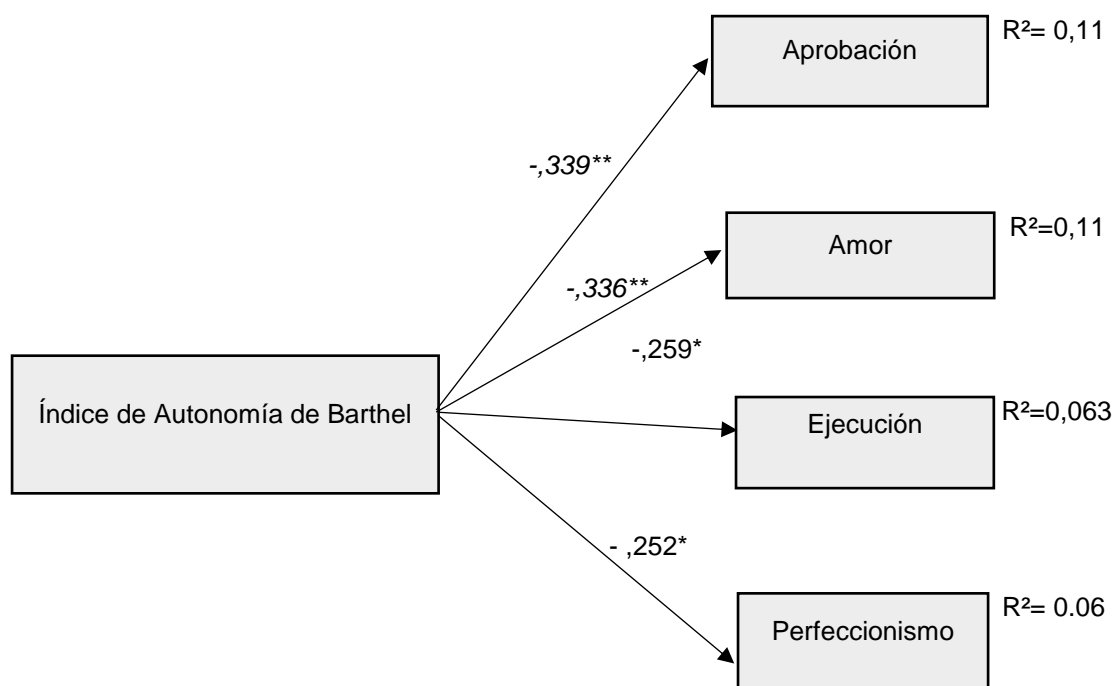 Aprobación
R²= 0,11
-,339**
Amor
R²=0,11
-,336**
-,259*
Índice de Autonomía de Barthel
Ejecución
R²=0,063
- ,252*
Perfeccionismo
R²= 0.06